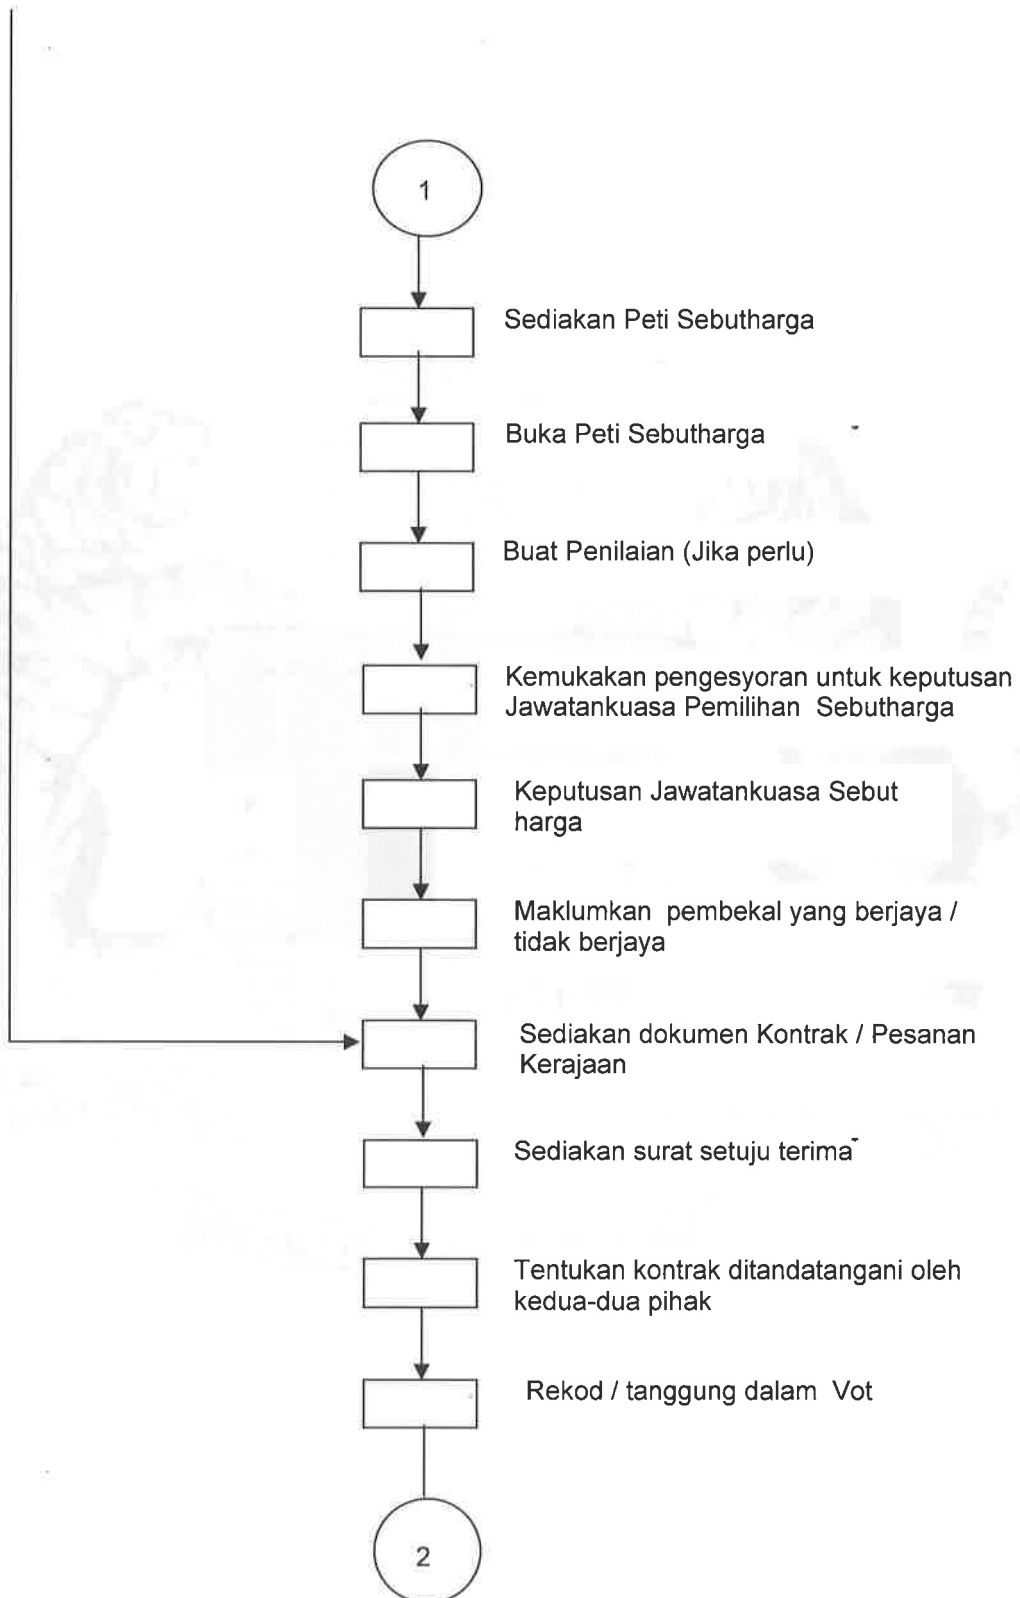 1
Sediakan Peti Sebutharga
Buka Peti Sebutharga
Buat Penilaian (Jika perlu)
Kemukakan pengesyoran untuk keputusan
Jawatankuasa Pemilihan Sebutharga
Keputusan Jawatankuasa Sebut
harga
Maklumkan pembekal yang berjaya /
tidak berjaya
Sediakan dokumen Kontrak / Pesanan
Kerajaan
Sediakan surat setuju terima
Tentukan kontrak ditandatangani oleh
kedua-dua pihak
Rekod / tanggung dalam Vot
2